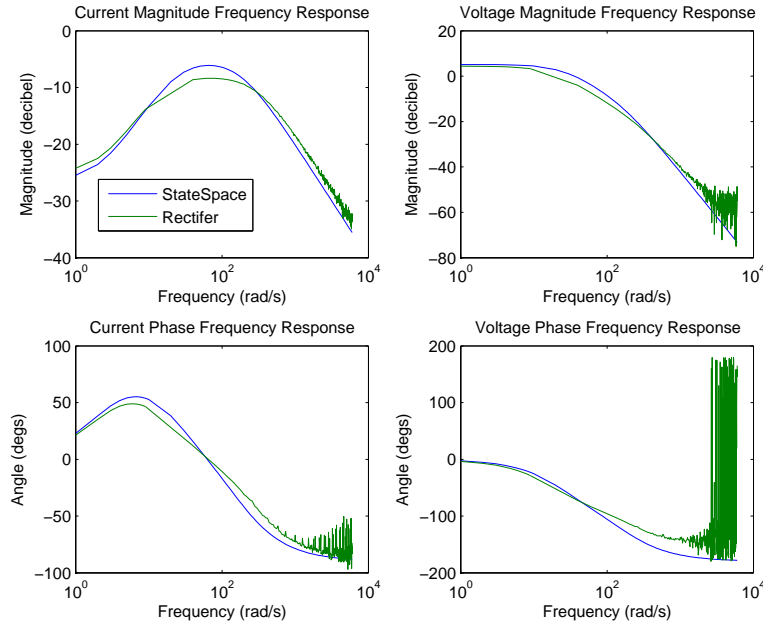 Current Magnitude Frequency Response
0
−10
−20
−30
−40
Magnitude (decibel)
StateSpace
Rectifer
10^0
10^2
10^4
Frequency (rad/s)
Voltage Magnitude Frequency Response
20
0
−20
−40
−60
−80
Magnitude (decibel)
10^0
10^2
10^4
Frequency (rad/s)
Current Phase Frequency Response
100
50
0
−50
−100
Angle (degs)
10^0
10^2
10^4
Frequency (rad/s)
Voltage Phase Frequency Response
200
100
0
−100
−200
Angle (degs)
10^0
10^2
10^4
Frequency (rad/s)